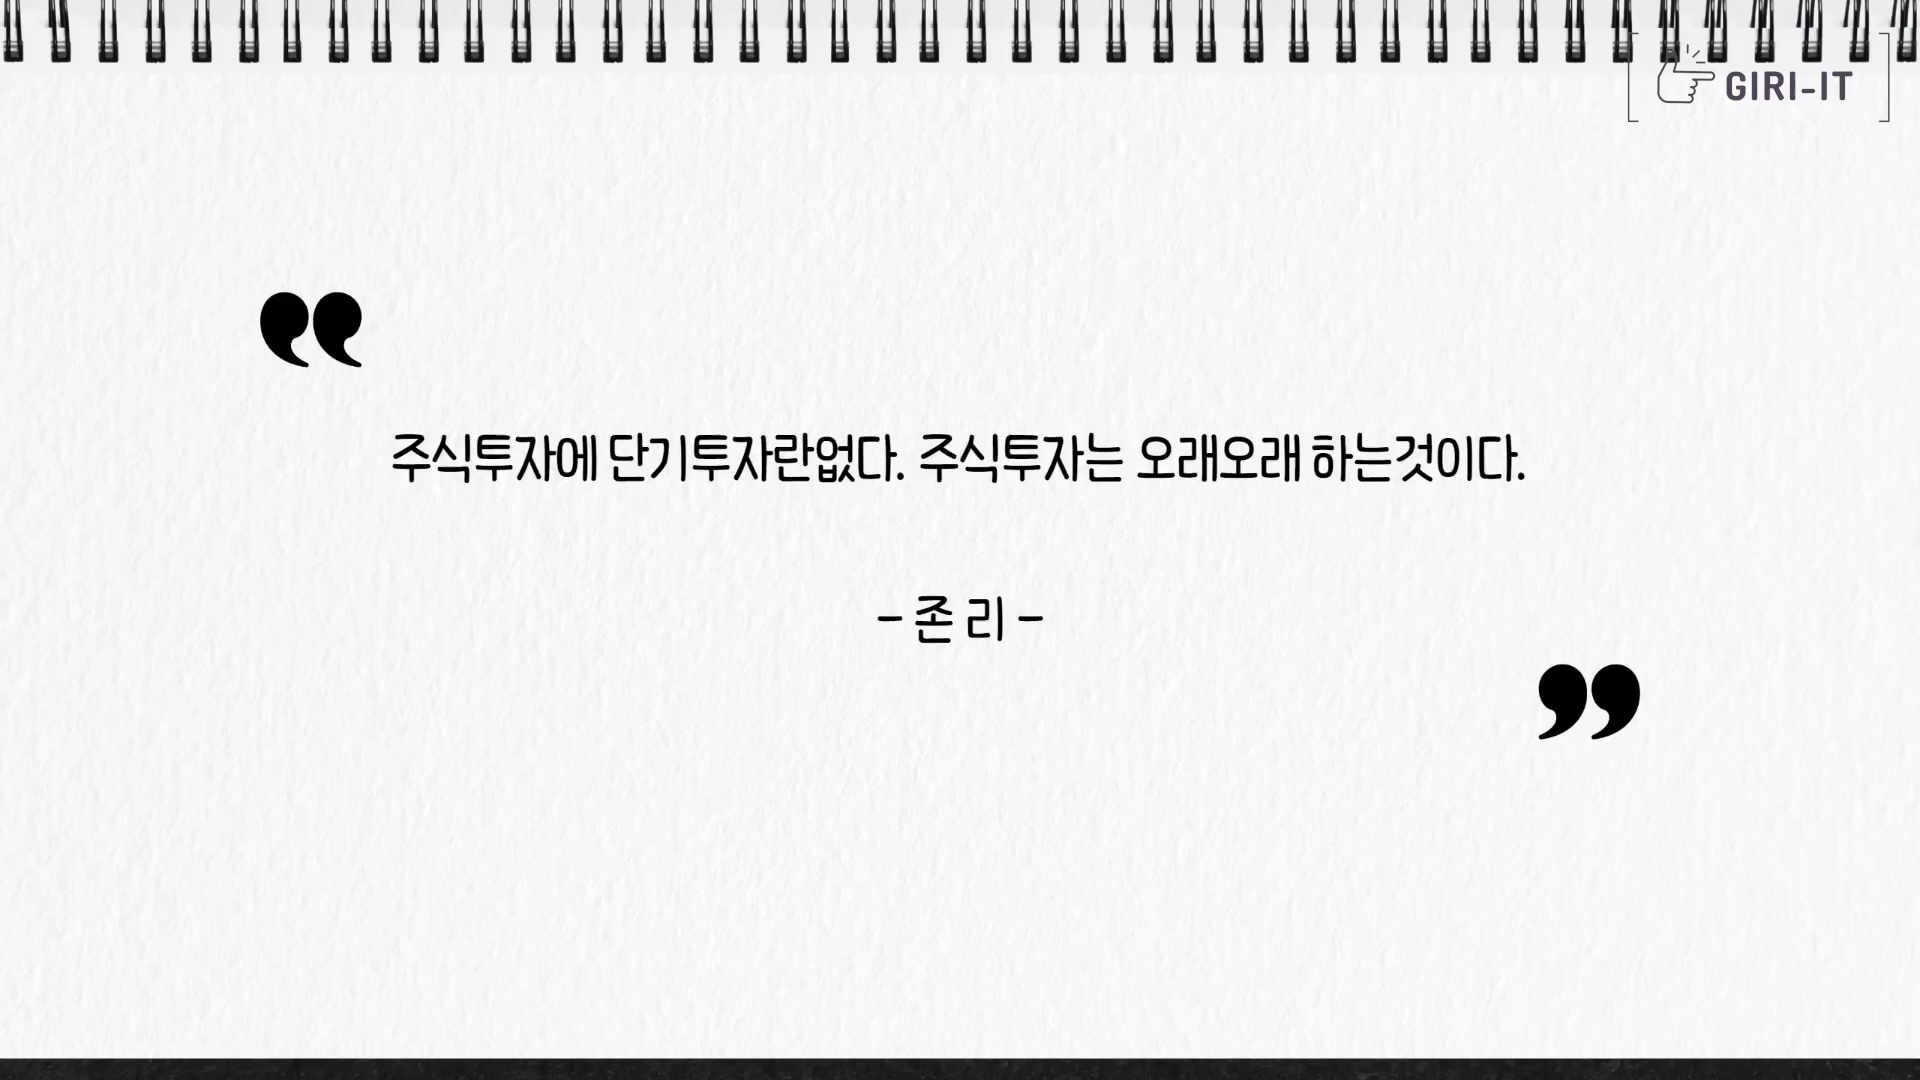 GIRI-IT
❝
주식투자에 단기투자란없다. 주식투자는 오래오래 하는것이다.
- 존 리 -
❞